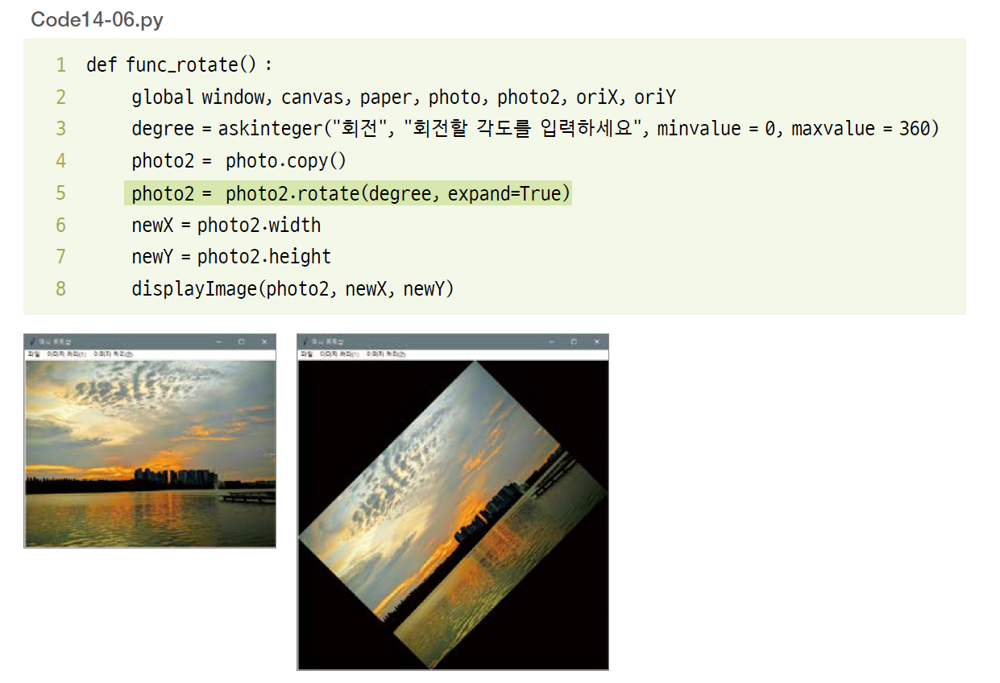 Code14-06.py
1 def func_rotate() :
2 global window, canvas, paper, photo, photo2, oriX, oriY
3 degree = askinteger("회전", "회전할 각도를 입력하세요", minvalue = 0, maxvalue = 360)
4 photo2 = photo.copy()
5 photo2 = photo2.rotate(degree, expand=True)
6 newX = photo2.width
7 newY = photo2.height
8 displayImage(photo2, newX, newY)
미니 포토샵
파일 이미지 처리(1) 이미지 처리(2)
미니 포토샵
파일 이미지 처리(1) 이미지 처리(2)